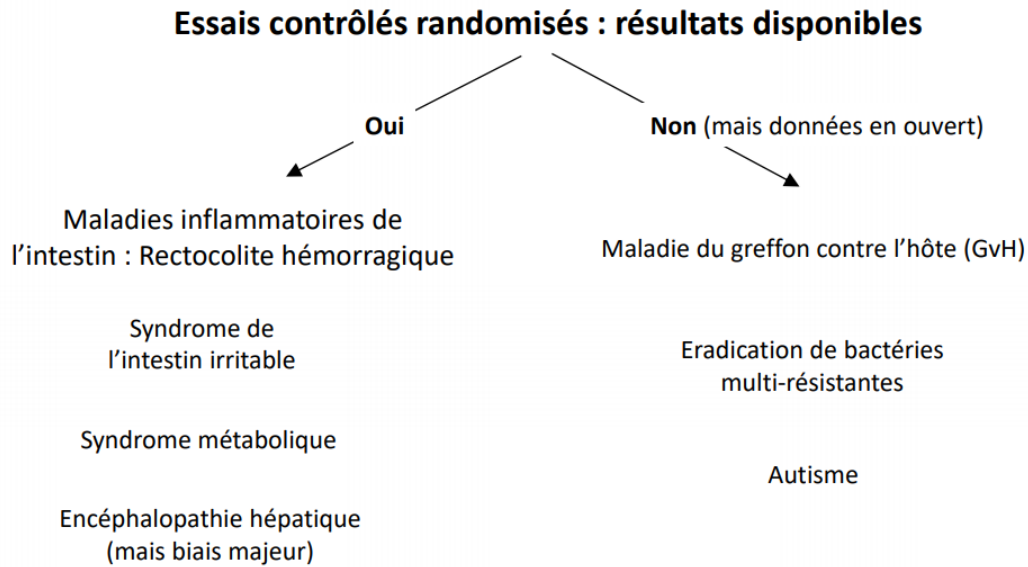 Essais contrôlés randomisés : résultats disponibles
Oui
Non (mais données en ouvert)
Maladies inflammatoires de
l’intestin : Rectocolite hémorragique
Maladie du greffon contre l’hôte (GvH)
Syndrome de
l’intestin irritable
Eradication de bactéries
multi-résistantes
Syndrome métabolique
Autisme
Encéphalopathie hépatique
(mais biais majeur)